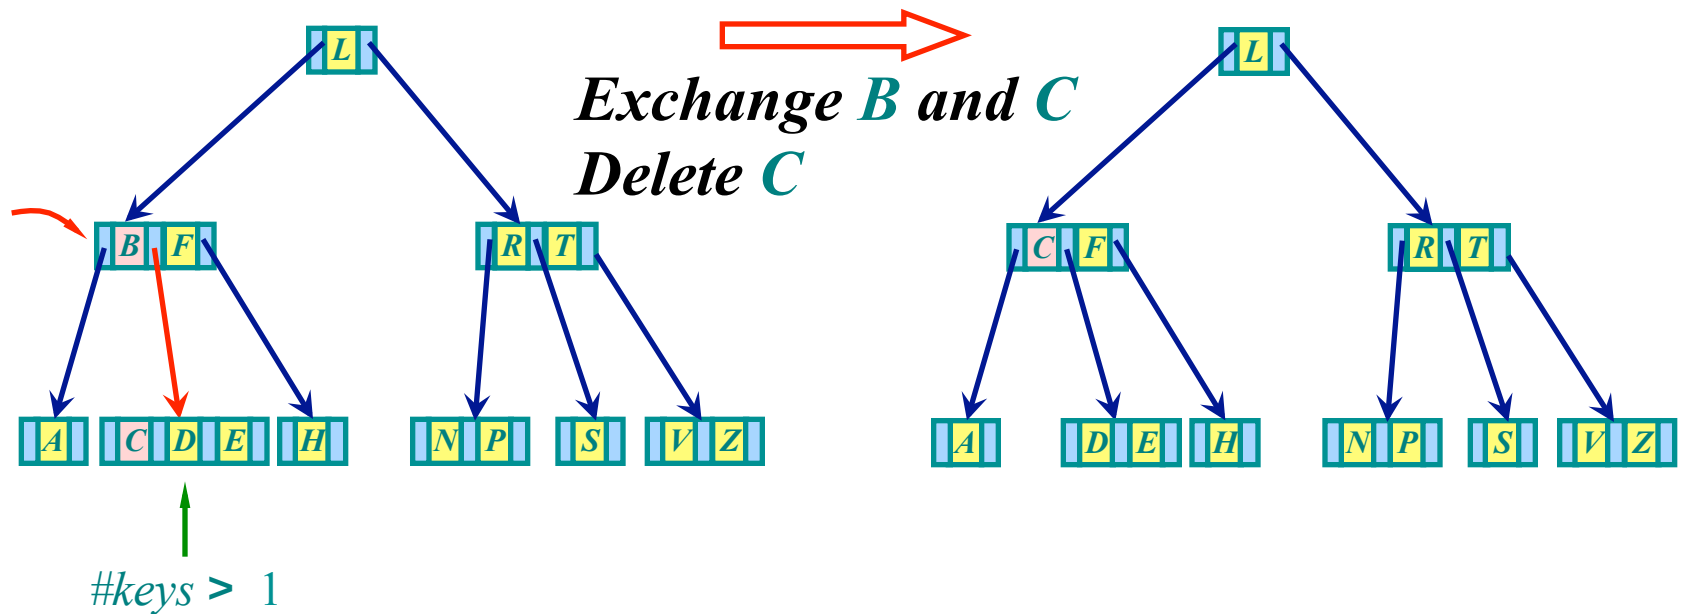 L
L
Exchange B and C
Delete C
B F
R T
C F
R T
A
C D E
H
N P
S
V Z
A
D E
H
N P
S
V Z
#keys > 1